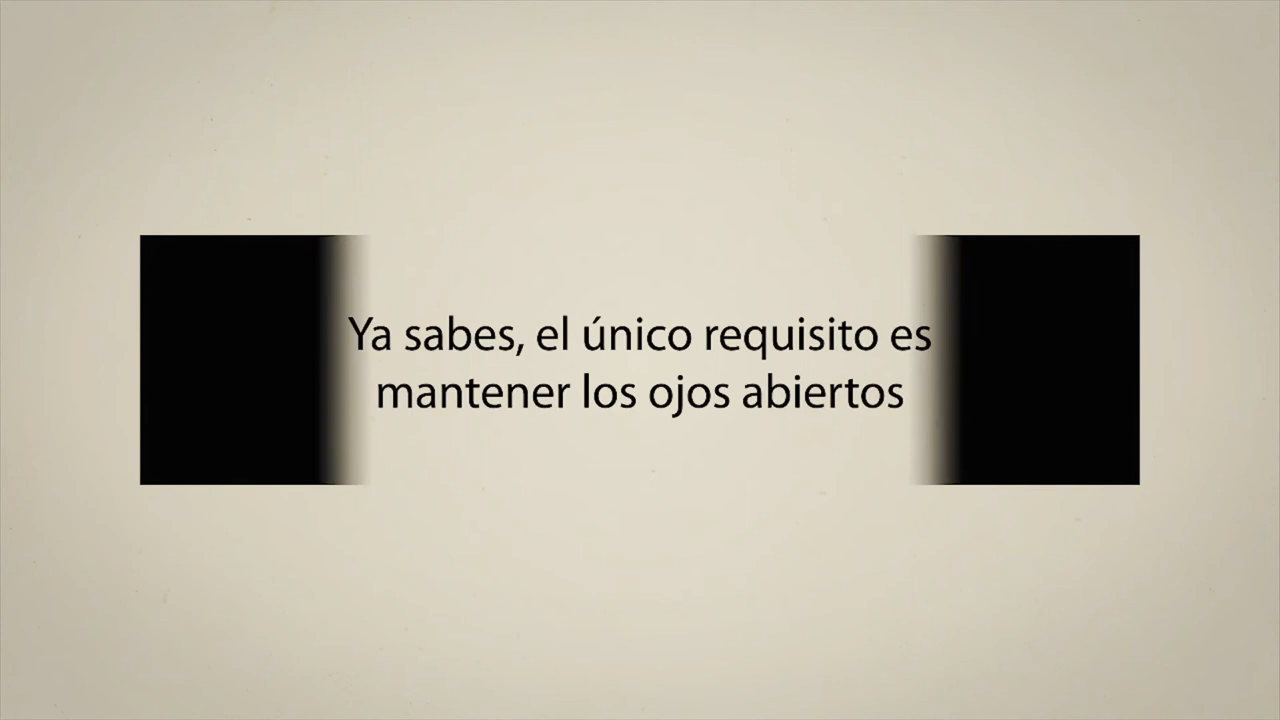 Ya sabes, el único requisito es
mantener los ojos abiertos